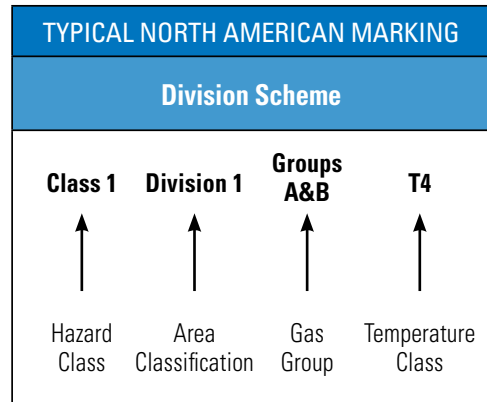 TYPICAL NORTH AMERICAN MARKING
Division Scheme
Class 1 Division 1 Groups A&B T4
Hazard Class Area Classification Gas Group Temperature Class